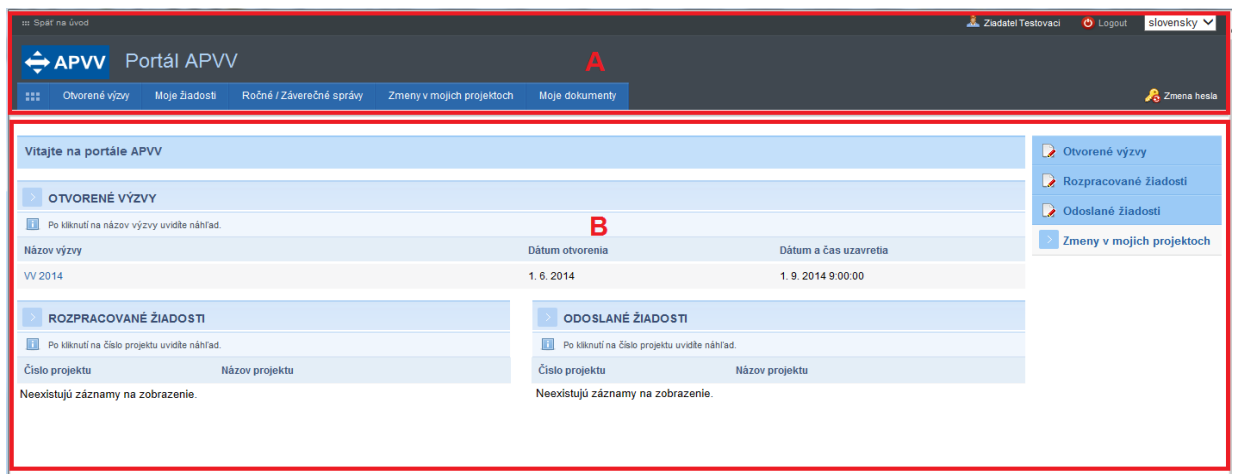 ::: Späť na úvod Ziadatel Testovaci Logout slovensky
APVV Portál APVV
A
Otvorené výzvy Moje žiadosti Ročné / Záverečné správy Zmeny v mojich projektoch Moje dokumenty Zmena hesla
Vitajte na portále APVV
Otvorené výzvy
Rozpracované žiadosti
Odoslané žiadosti
Zmeny v mojich projektoch
OTVORENÉ VÝZVY
Po kliknutí na názov výzvy uvidíte náhľad.
B
Názov výzvy Dátum otvorenia Dátum a čas uzavretia
VV 2014 1. 6. 2014 1. 9. 2014 9:00:00
ROZPRACOVANÉ ŽIADOSTI
Po kliknutí na číslo projektu uvidíte náhľad.
Číslo projektu Názov projektu
Neexistujú záznamy na zobrazenie.
ODOSLANÉ ŽIADOSTI
Po kliknutí na číslo projektu uvidíte náhľad.
Číslo projektu Názov projektu
Neexistujú záznamy na zobrazenie.